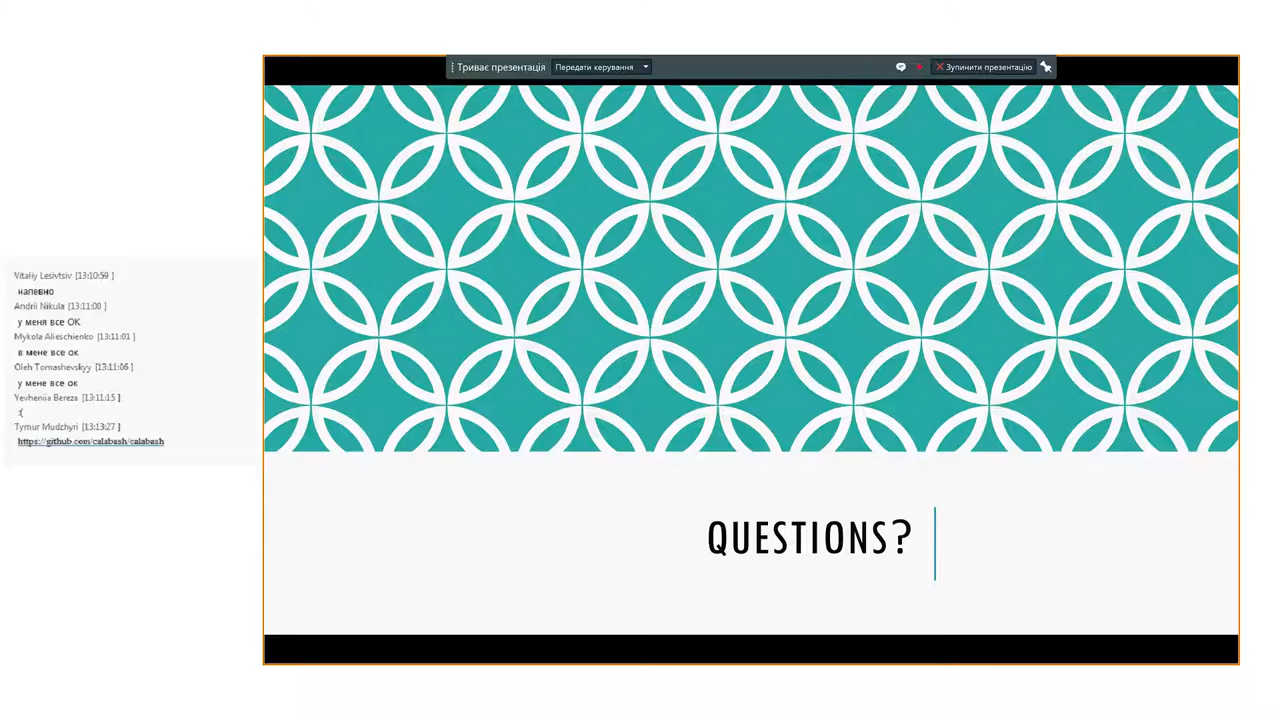 Триває презентація
Передати керування
Зупинити презентацію
Vitaliy Lesivtsiv [13:10:59 ]
напевно
Andrii Nikula [13:11:00 ]
у меня все ОК
Mykola Alieschienko [13:11:01 ]
в мене все ок
Oleh Tomashevskyy [13:11:06 ]
у мене все ок
Yevheniia Bereza [13:11:15 ]
:(
Tymur Mudzhyri [13:13:27 ]
https://github.com/calabash/calabash
QUESTIONS?